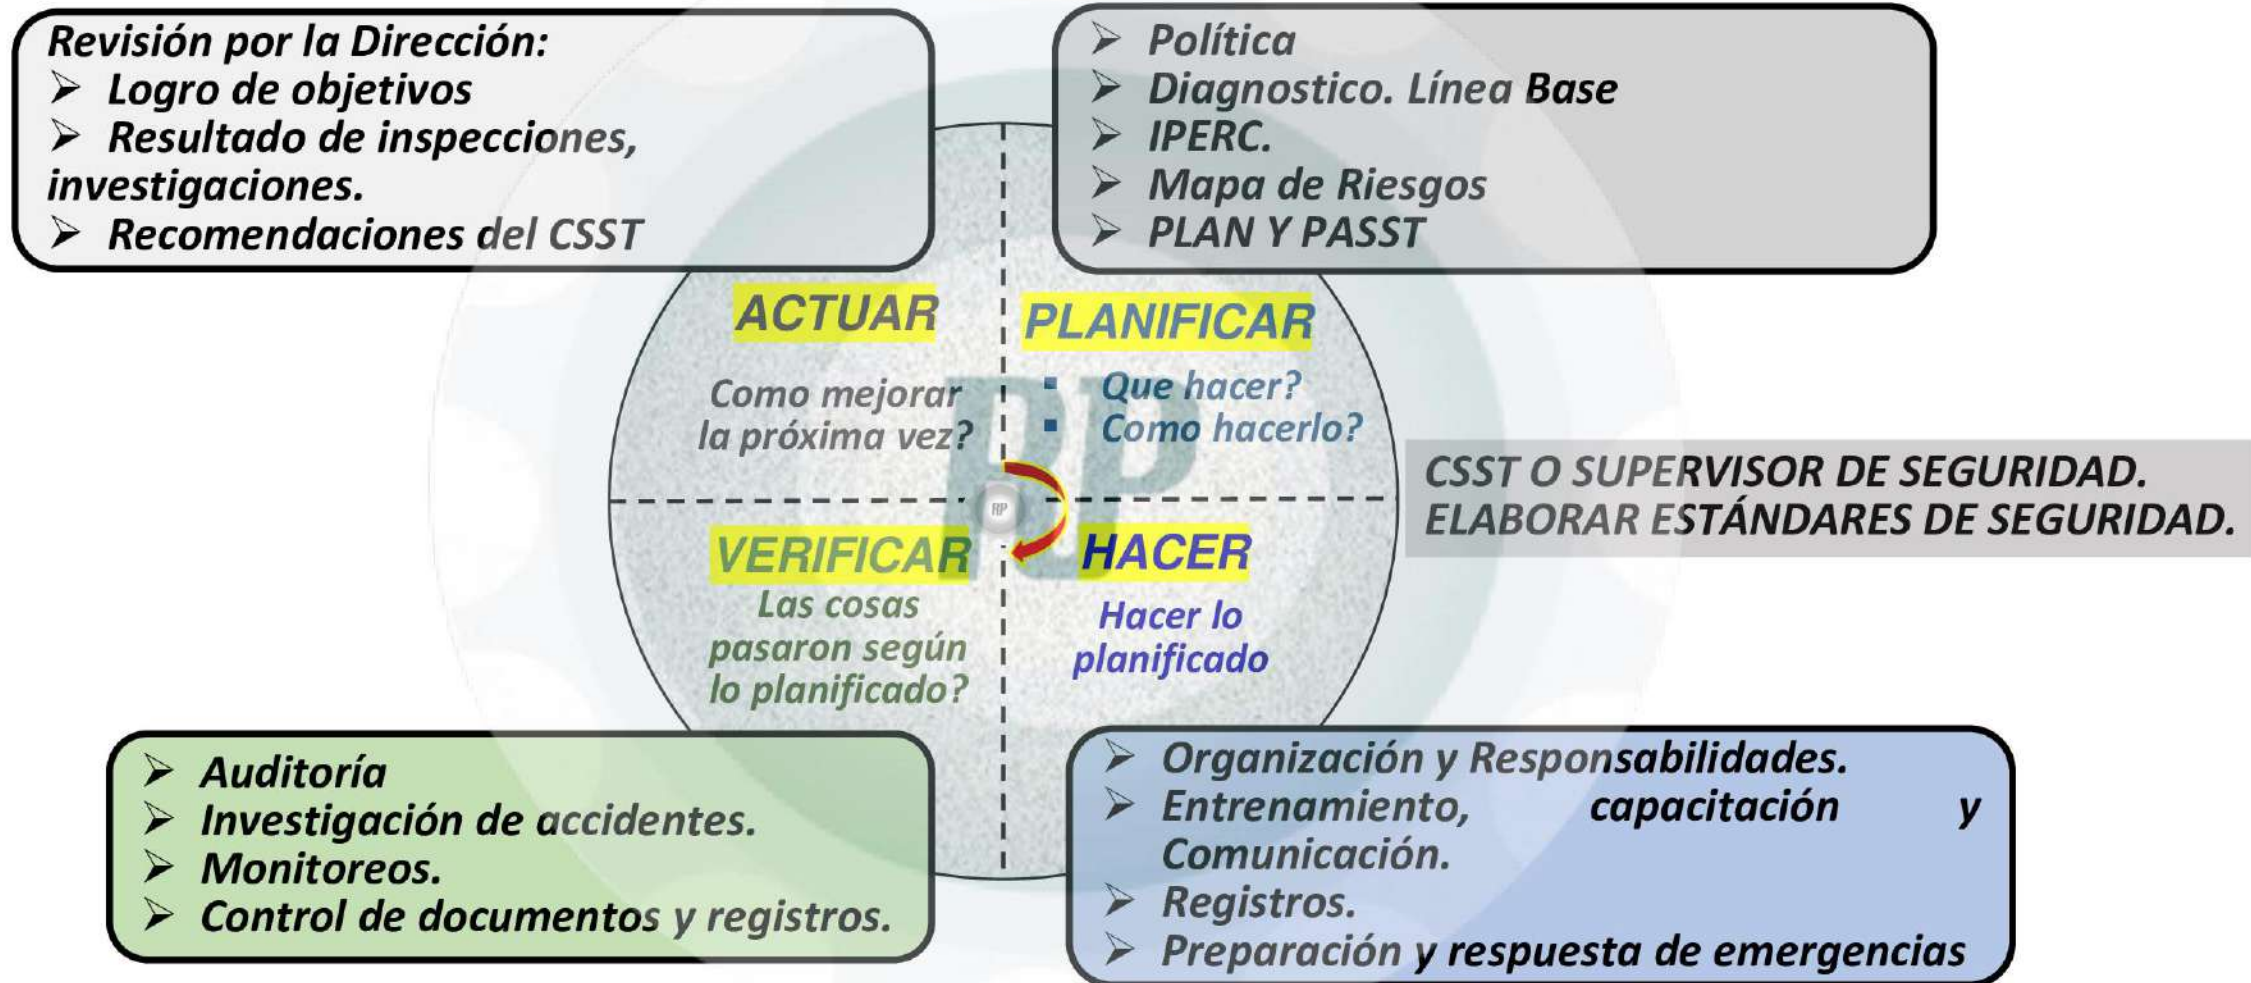 Revisión por la Dirección:
➢ Logro de objetivos
➢ Resultado de inspecciones,
investigaciones.
➢ Recomendaciones del CSST
➢ Política
➢ Diagnostico. Línea Base
➢ IPERC.
➢ Mapa de Riesgos
➢ PLAN Y PASST
ACTUAR
Como mejorar
la próxima vez?
PLANIFICAR
▪ Que hacer?
▪ Como hacerlo?
RP
RP
CSST O SUPERVISOR DE SEGURIDAD.
ELABORAR ESTÁNDARES DE SEGURIDAD.
VERIFICAR
Las cosas
pasaron según
lo planificado?
HACER
Hacer lo
planificado
➢ Auditoría
➢ Investigación de accidentes.
➢ Monitoreos.
➢ Control de documentos y registros.
➢ Organización y Responsabilidades.
➢ Entrenamiento, capacitación y
Comunicación.
➢ Registros.
➢ Preparación y respuesta de emergencias